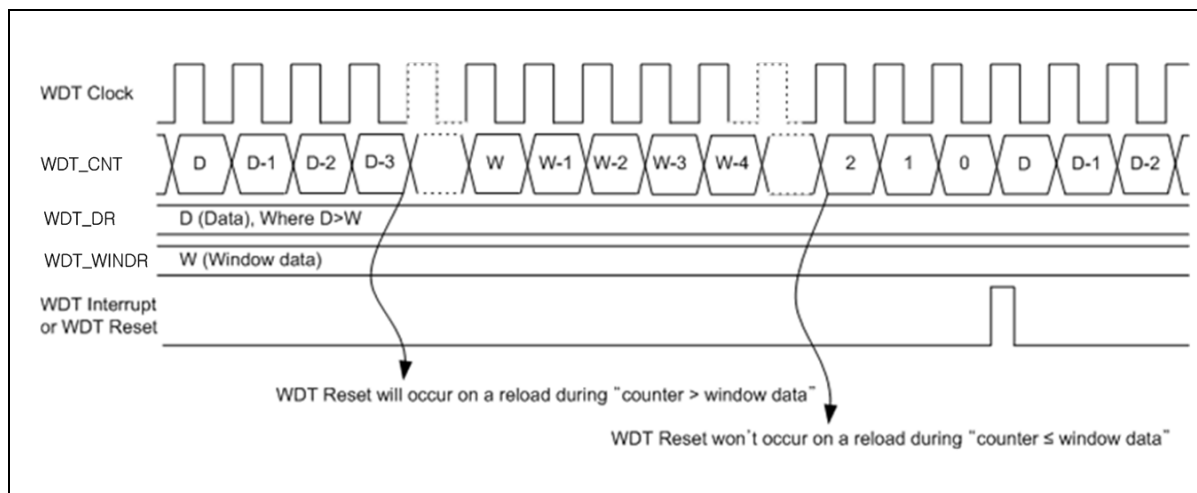 WDT Clock
WDT_CNT
D D-1 D-2 D-3 W W-1 W-2 W-3 W-4 2 1 0 D D-1 D-2
WDT_DR
D (Data), Where D>W
WDT_WINDR
W (Window data)
WDT Interrupt
or WDT Reset
WDT Reset will occur on a reload during “counter > window data”
WDT Reset won't occur on a reload during “counter ≤ window data”